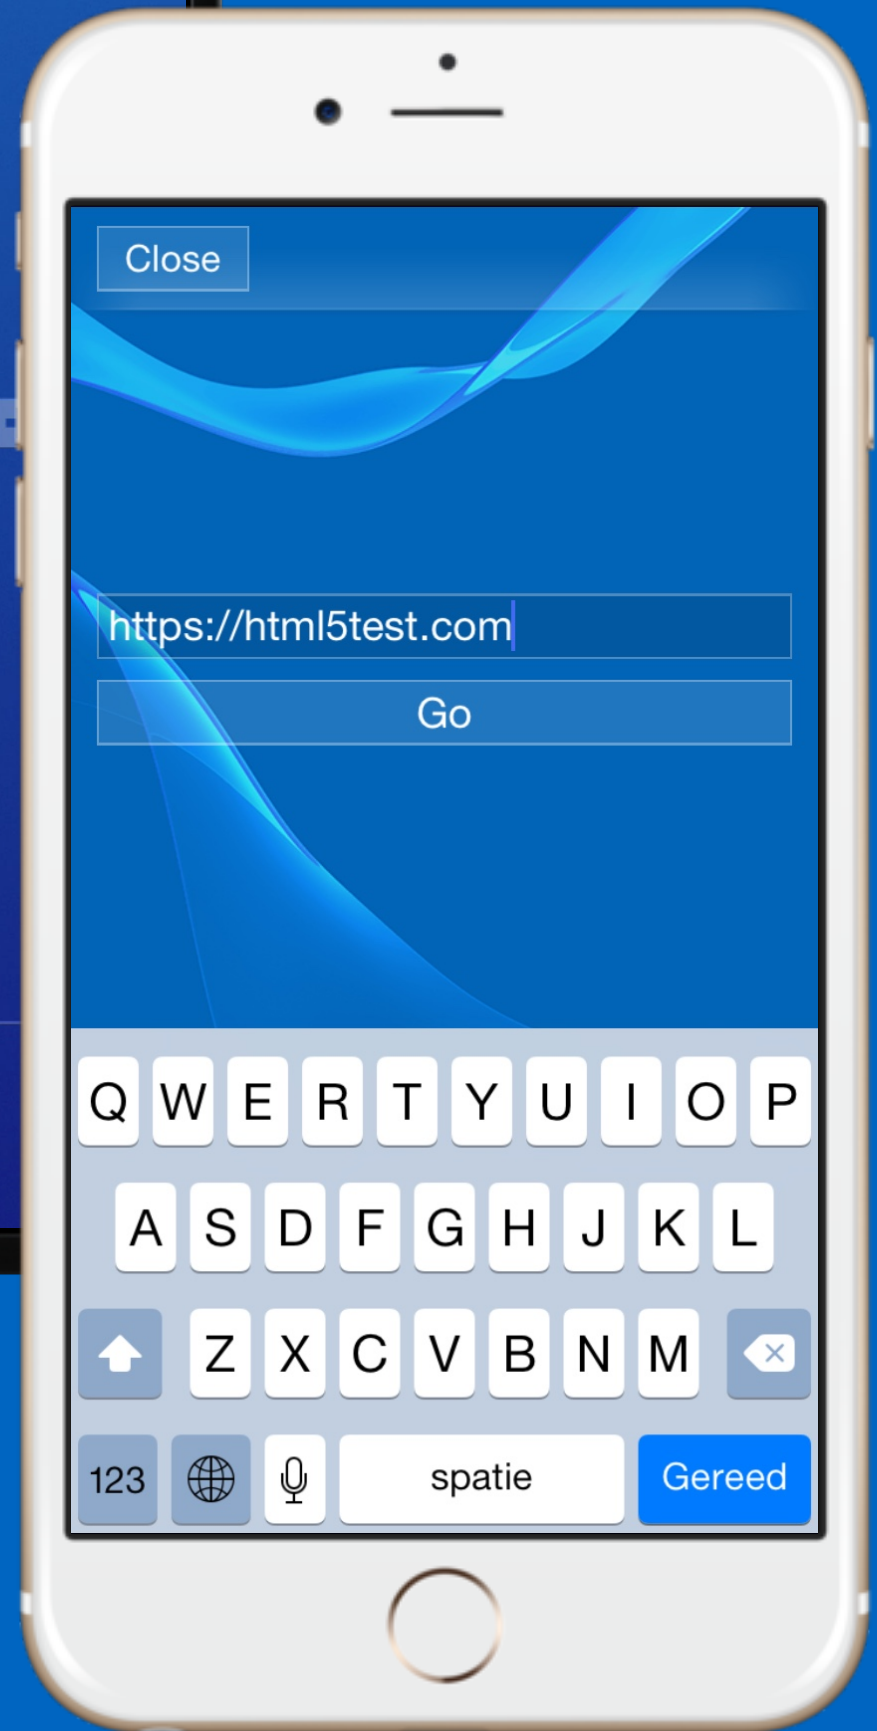 Close
https://html5test.com
Go
Q W E R T Y U I O P
A S D F G H J K L
Z X C V B N M
123 spatie Gereed